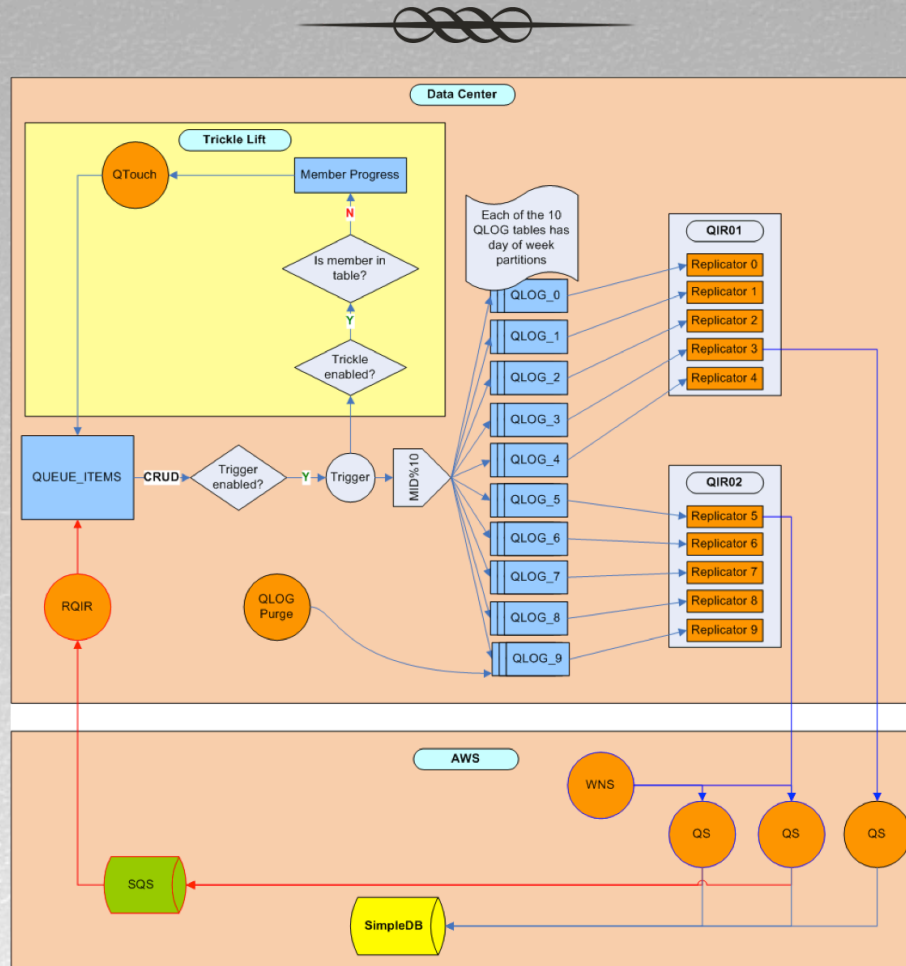 Data Center
Trickle Lift
QTouch
Member Progress
N
Is member in
table?
Y
Trickle
enabled?
Each of the 10
QLOG tables has
day of week
partitions
QUEUE_ITEMS
CRUD
Trigger
enabled?
Y
Trigger
MID%10
QLOG_0
QLOG_1
QLOG_2
QLOG_3
QLOG_4
QLOG_5
QLOG_6
QLOG_7
QLOG_8
QLOG_9
QIR01
Replicator 0
Replicator 1
Replicator 2
Replicator 3
Replicator 4
QIR02
Replicator 5
Replicator 6
Replicator 7
Replicator 8
Replicator 9
RQIR
QLOG
Purge
AWS
WNS
QS
QS
QS
SQS
SimpleDB